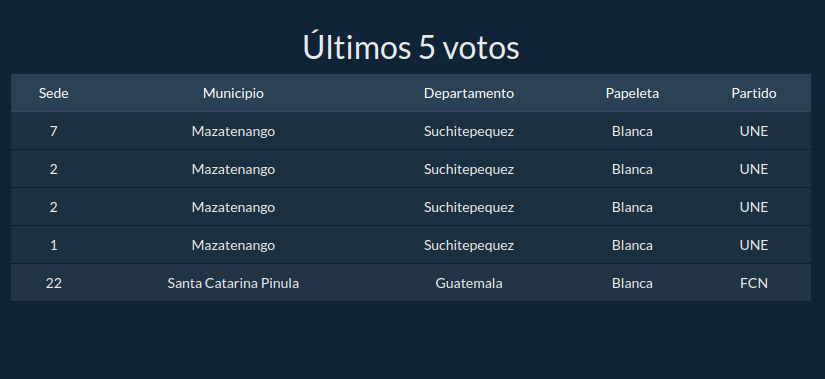 Últimos 5 votos
Sede Municipio Departamento Papeleta Partido
7 Mazatenango Suchitepequez Blanca UNE
2 Mazatenango Suchitepequez Blanca UNE
2 Mazatenango Suchitepequez Blanca UNE
1 Mazatenango Suchitepequez Blanca UNE
22 Santa Catarina Pinula Guatemala Blanca FCN